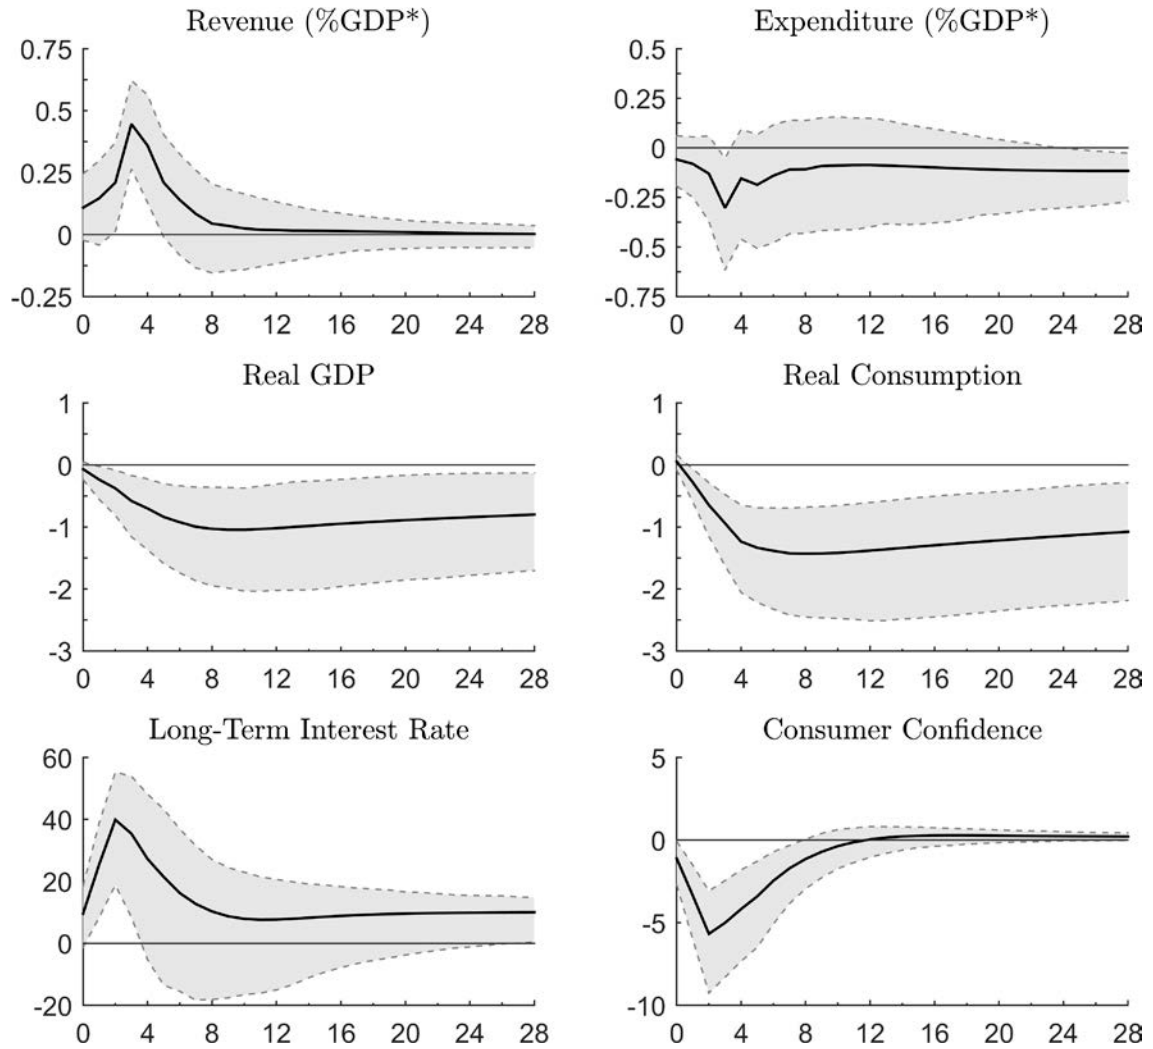 Revenue (%GDP*)
0.75
0.5
0.25
0
-0.25
0 4 8 12 16 20 24 28
Expenditure (%GDP*)
0.5
0.25
0
-0.25
-0.5
-0.75
0 4 8 12 16 20 24 28
Real GDP
1
0
-1
-2
-3
0 4 8 12 16 20 24 28
Real Consumption
1
0
-1
-2
-3
0 4 8 12 16 20 24 28
Long-Term Interest Rate
60
40
20
0
-20
0 4 8 12 16 20 24 28
Consumer Confidence
5
0
-5
-10
0 4 8 12 16 20 24 28